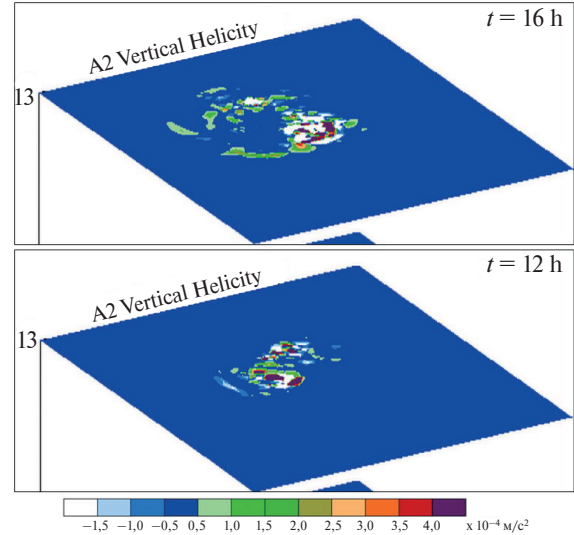 t = 16 h
A2 Vertical Helicity
13
t = 12 h
A2 Vertical Helicity
13
−1,5 −1,0 −0,5 0,5 1,0 1,5 2,0 2,5 3,0 3,5 4,0 x 10⁻⁴ м/с²